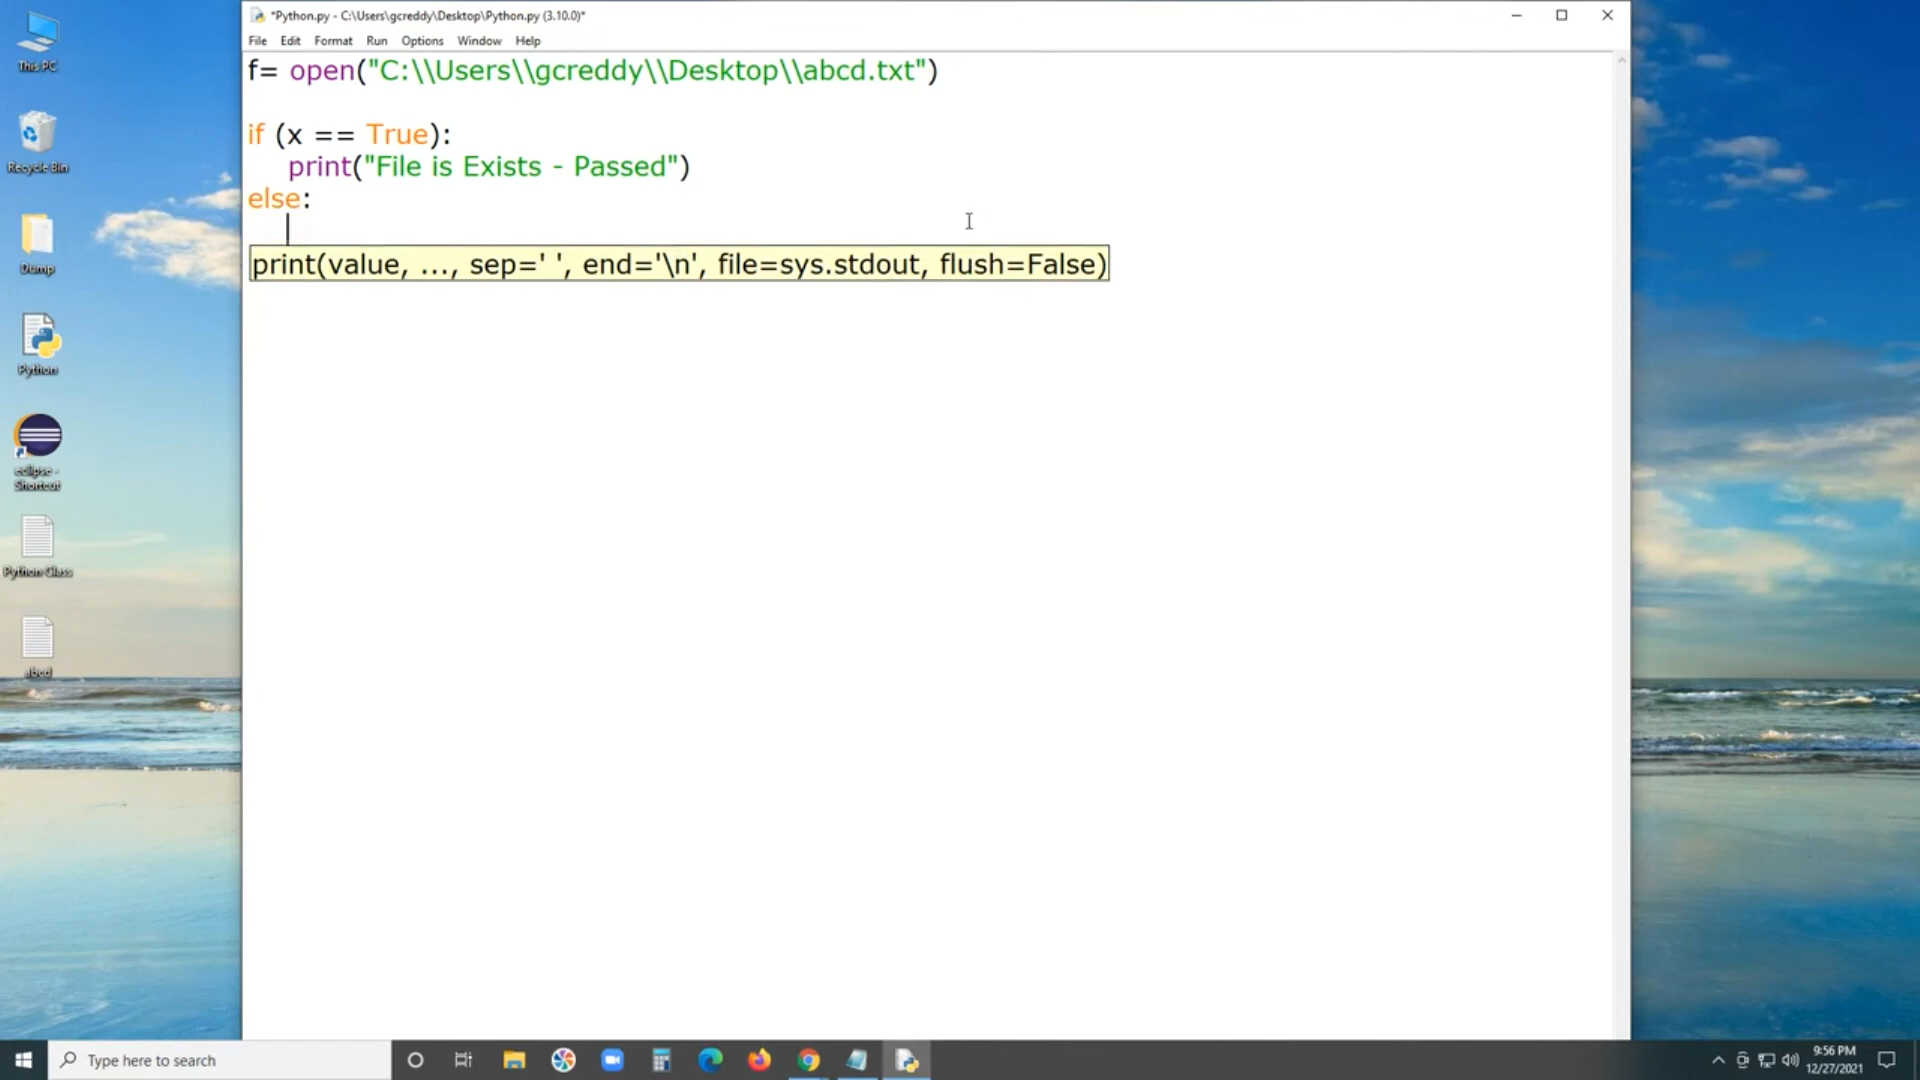 *Python.py - C:\Users\gcreddy\Desktop\Python.py (3.10.0)*
File Edit Format Run Options Window Help
f= open("C:\\Users\\gcreddy\\Desktop\\abcd.txt")
if (x == True):
print("File is Exists - Passed")
else:
print(value, ..., sep=' ', end='\n', file=sys.stdout, flush=False)
This PC
Recycle Bin
Dump
Python
eclipse -
Shortcut
Python Class
abcd
Type here to search
9:56 PM
12/27/2021